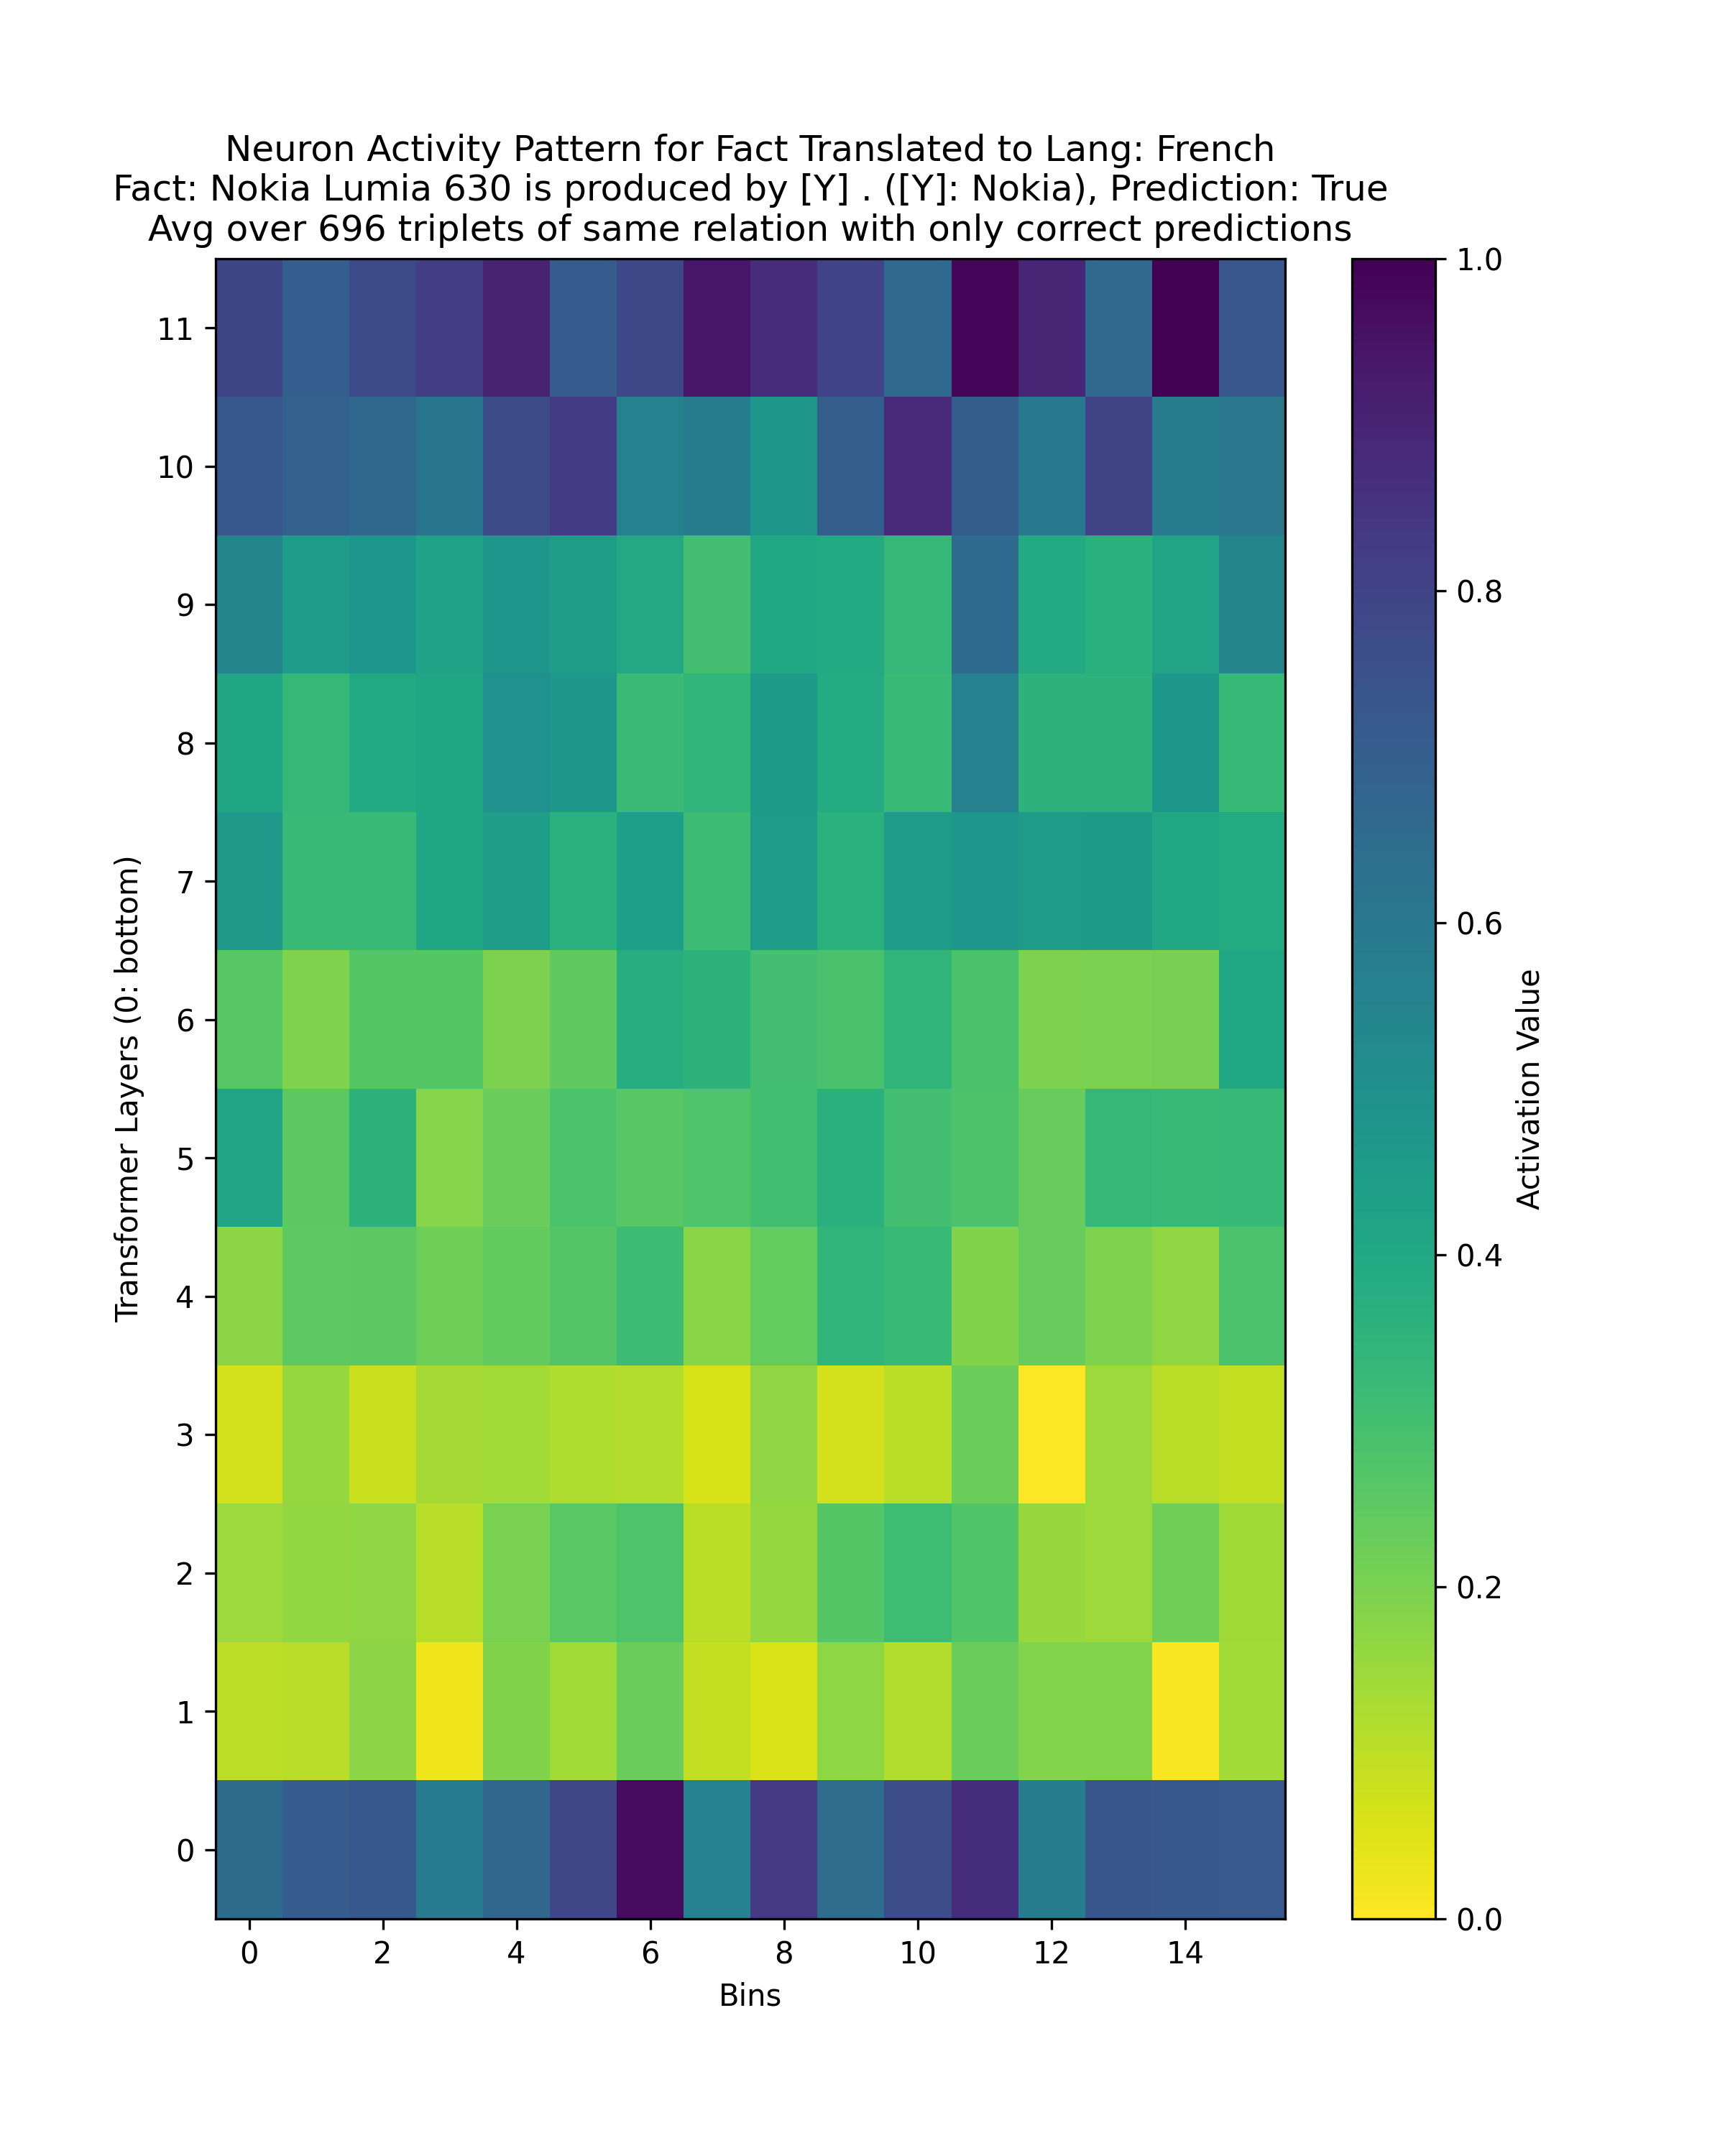 Neuron Activity Pattern for Fact Translated to Lang: French
Fact: Nokia Lumia 630 is produced by [Y] . ([Y]: Nokia), Prediction: True
Avg over 696 triplets of same relation with only correct predictions
Transformer Layers (0: bottom)
11
10
9
8
7
6
5
4
3
2
1
0
0 2 4 6 8 10 12 14
Bins
1.0
0.8
0.6
0.4
0.2
0.0
Activation Value